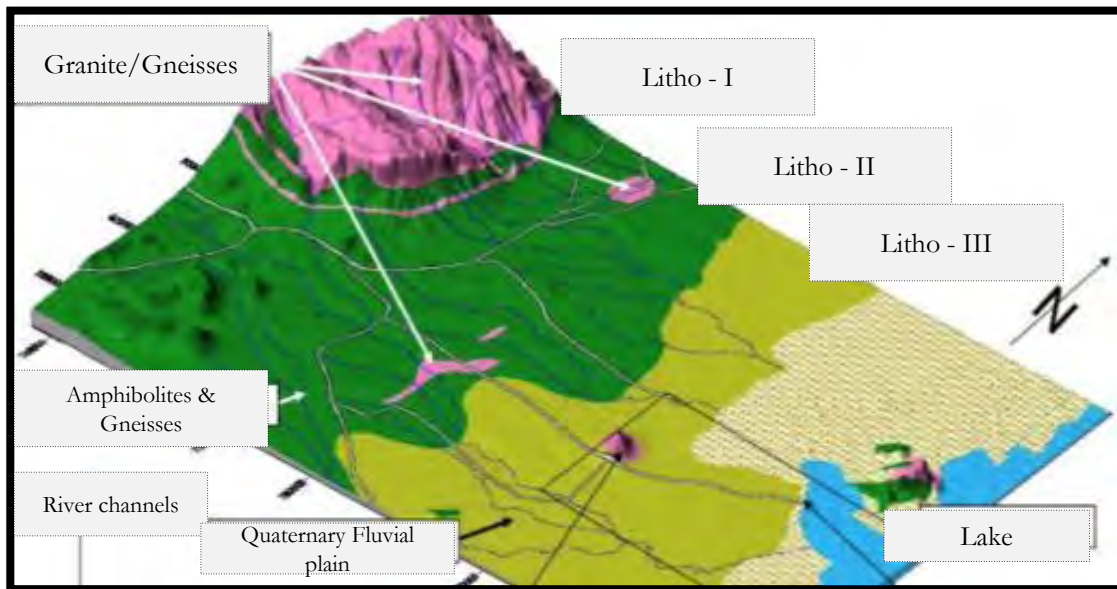 Granite/Gneisses
Litho - I
Litho - II
Litho - III
N
Amphibolites &
Gneisses
River channels
Quaternary Fluvial
plain
Lake